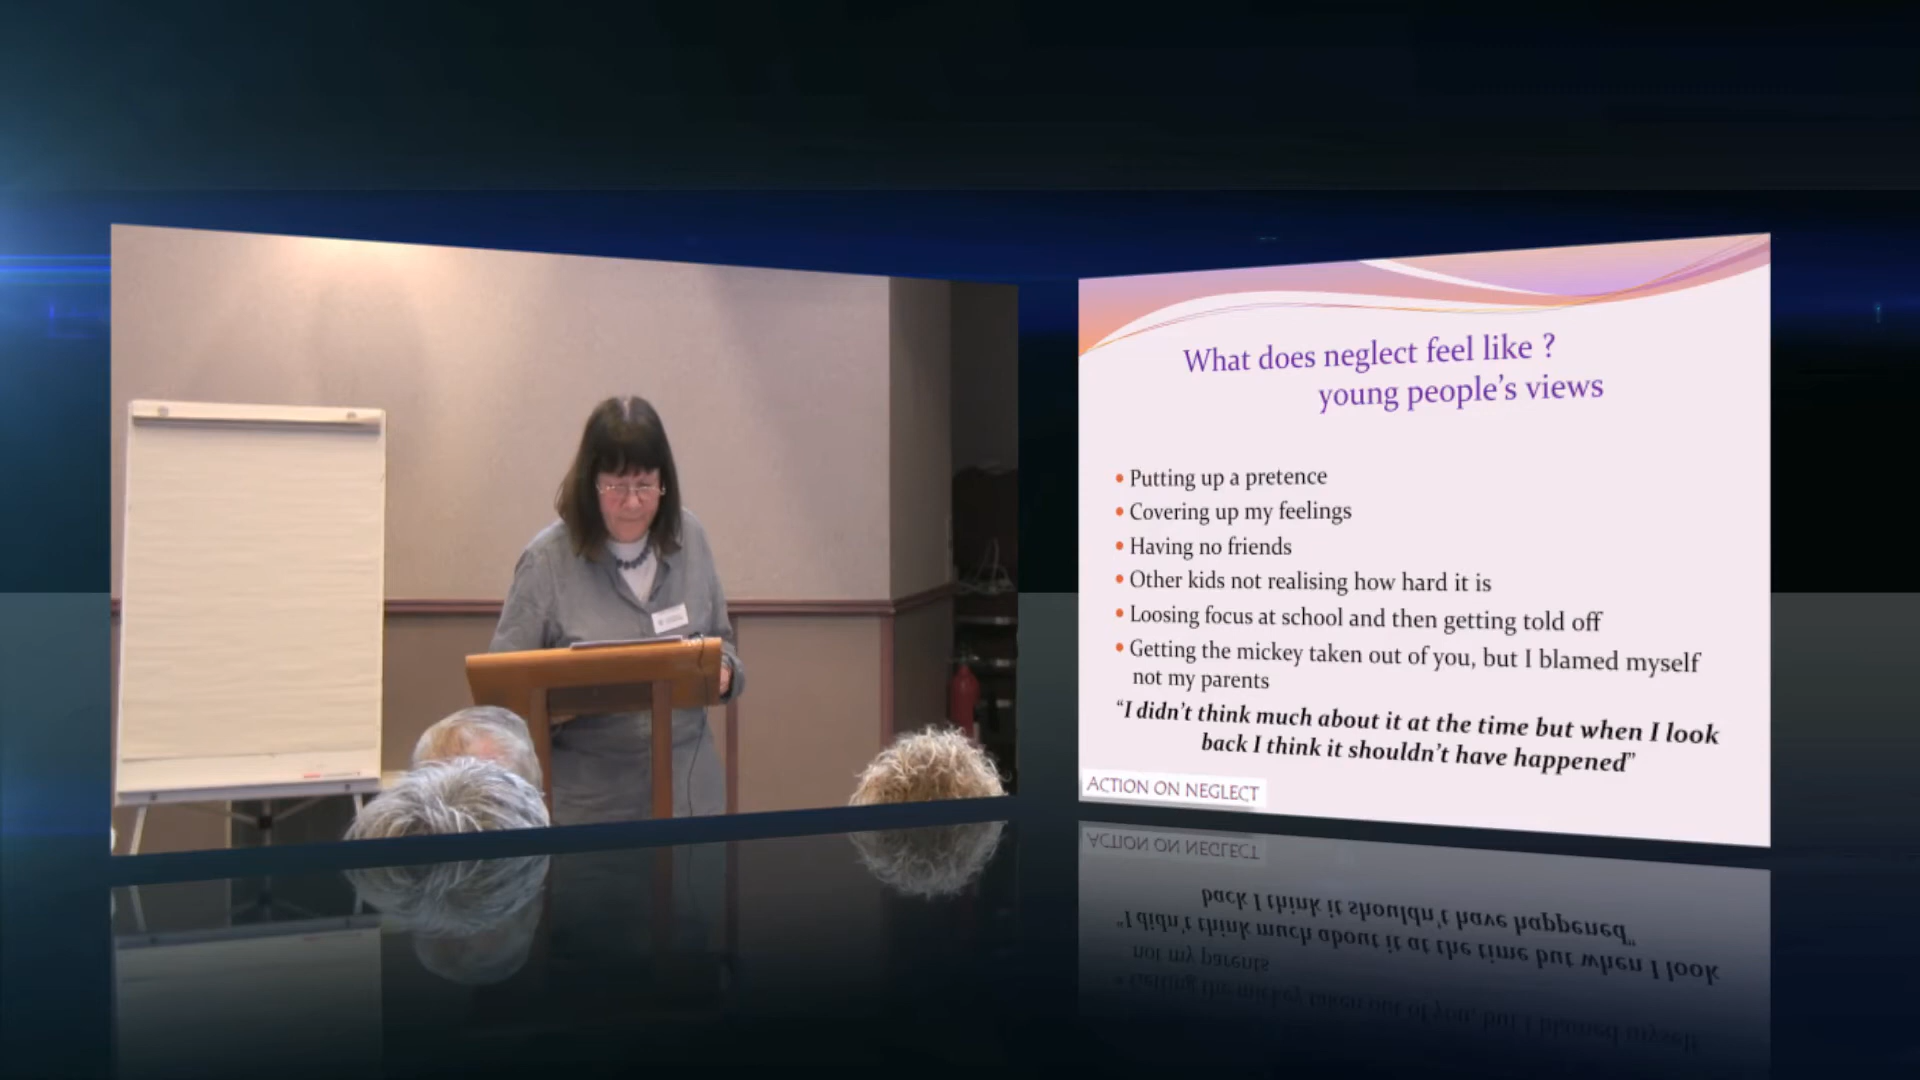 What does neglect feel like ?
young people's views
• Putting up a pretence
• Covering up my feelings
• Having no friends
• Other kids not realising how hard it is
• Loosing focus at school and then getting told off
• Getting the mickey taken out of you, but I blamed myself
not my parents
“I didn't think much about it at the time but when I look
back I think it shouldn't have happened”
ACTION ON NEGLECT